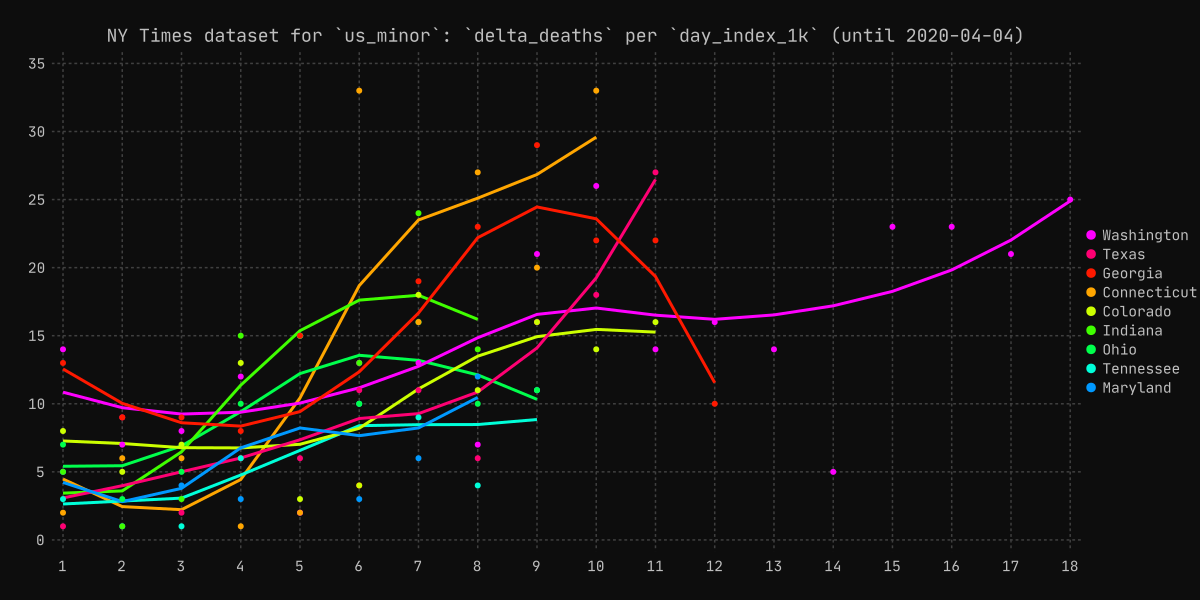 NY Times dataset for `us_minor`: `delta_deaths` per `day_index_1k` (until 2020-04-04)
35
30
25
20
15
10
5
0
1 2 3 4 5 6 7 8 9 10 11 12 13 14 15 16 17 18
Washington
Texas
Georgia
Connecticut
Colorado
Indiana
Ohio
Tennessee
Maryland